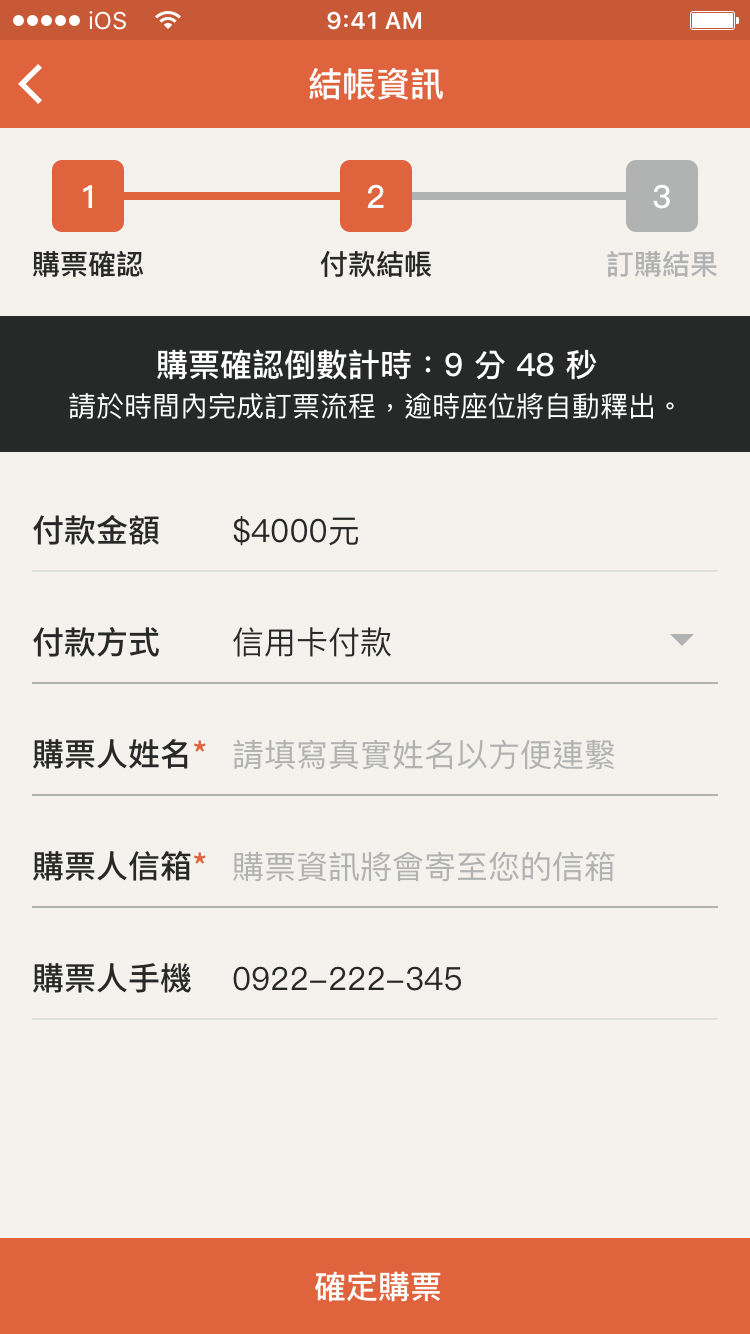 iOS 9:41 AM
結帳資訊
1 2 3
購票確認 付款結帳 訂購結果
購票確認倒數計時：9 分 48 秒
請於時間內完成訂票流程，逾時座位將自動釋出。
付款金額 $4000元
付款方式 信用卡付款
購票人姓名* 請填寫真實姓名以方便連繫
購票人信箱* 購票資訊將會寄至您的信箱
購票人手機 0922–222–345
確定購票